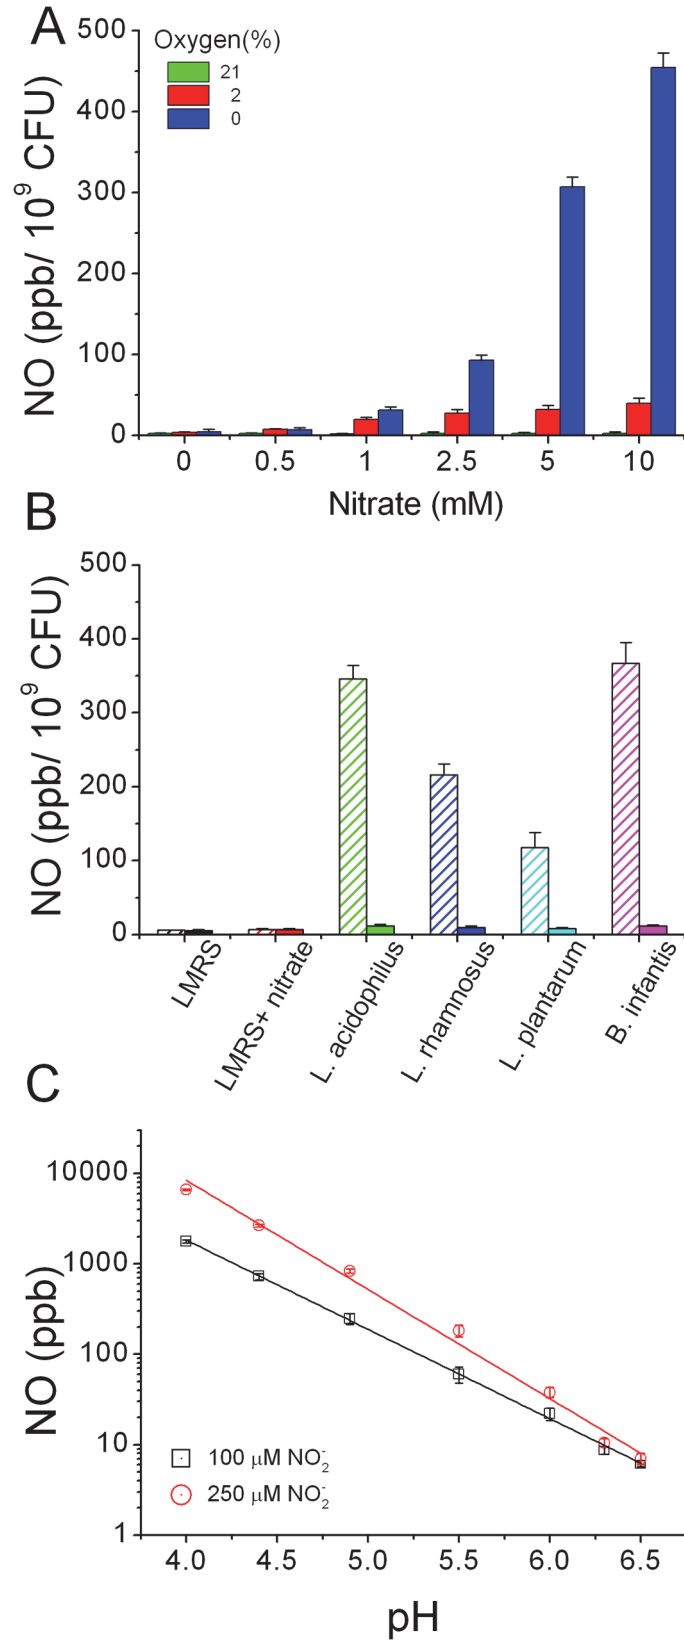 A
Oxygen(%)
21
2
0
500
400
300
200
100
0
NO (ppb/ 10⁹ CFU)
0 0.5 1 2.5 5 10
Nitrate (mM)
B
500
400
300
200
100
0
NO (ppb/ 10⁹ CFU)
LMRS
LMRS+ nitrate
L. acidophilus
L. rhamnosus
L. plantarum
B. infantis
C
10000
1000
100
10
1
NO (ppb)
100 μM NO₂⁻
250 μM NO₂⁻
4.0 4.5 5.0 5.5 6.0 6.5
pH